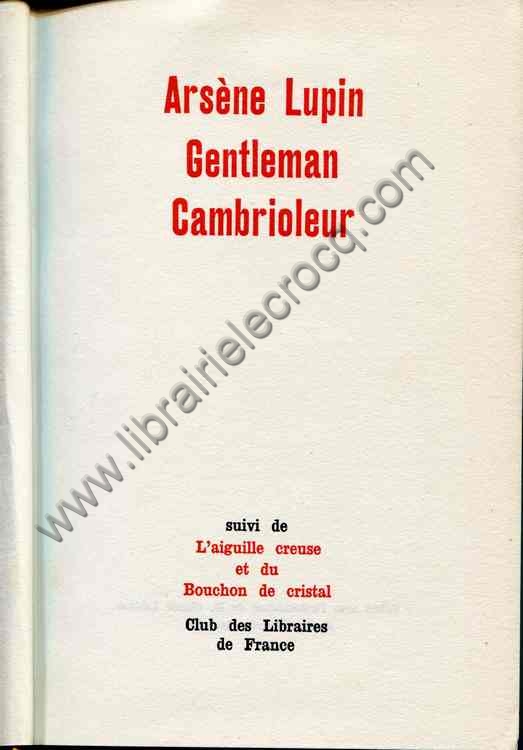 Arsène Lupin
Gentleman
Cambrioleur
www.librairielecrocq.com
suivi de
L'aiguille creuse
et du
Bouchon de cristal
Club des Libraires
de France